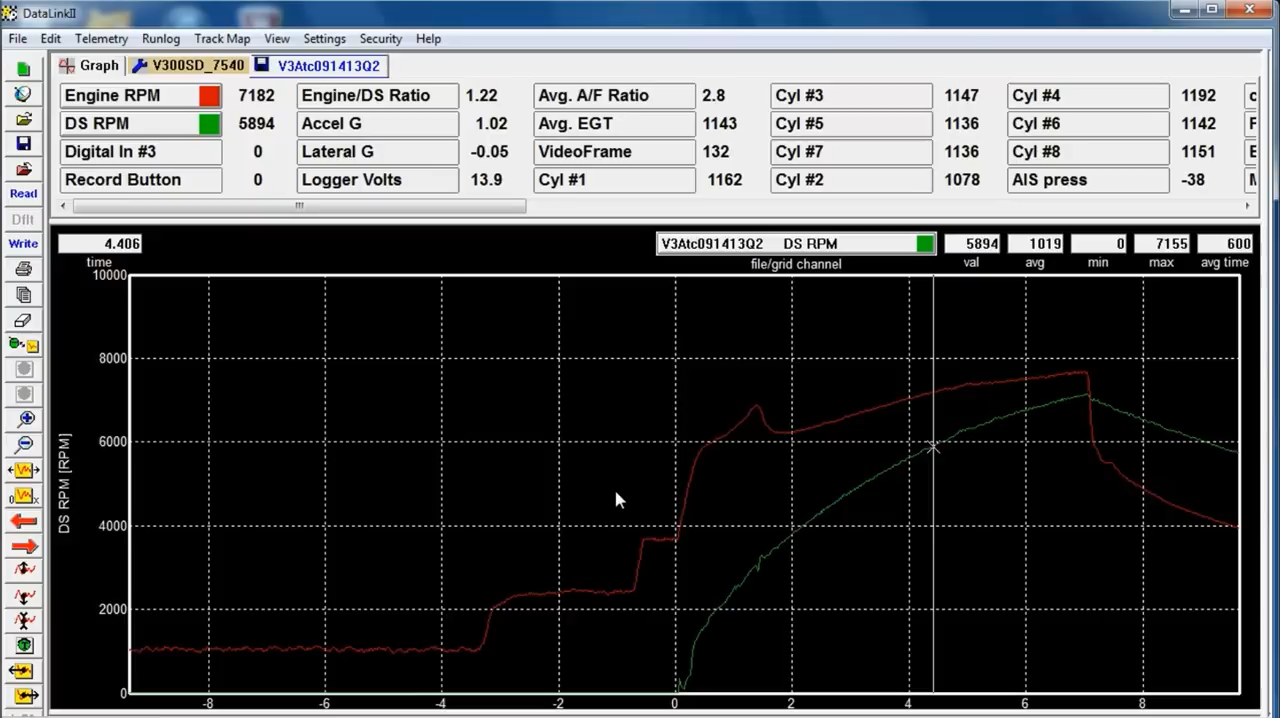 DataLinkII
File Edit Telemetry Runlog Track Map View Settings Security Help
Graph V300SD_7540 V3Atc091413Q2
Engine RPM 7182 Engine/DS Ratio 1.22 Avg. A/F Ratio 2.8 Cyl #3 1147 Cyl #4 1192
DS RPM 5894 Accel G 1.02 Avg. EGT 1143 Cyl #5 1136 Cyl #6 1142
Digital In #3 0 Lateral G -0.05 VideoFrame 132 Cyl #7 1136 Cyl #8 1151
Record Button 0 Logger Volts 13.9 Cyl #1 1162 Cyl #2 1078 AIS press -38
Read
Dflt
Write
4.406 V3Atc091413Q2 DS RPM 5894 1019 0 7155 600
time file/grid channel val avg min max avg time
10000
8000
6000
4000
2000
0
DS RPM [RPM]
-8 -6 -4 -2 0 2 4 6 8